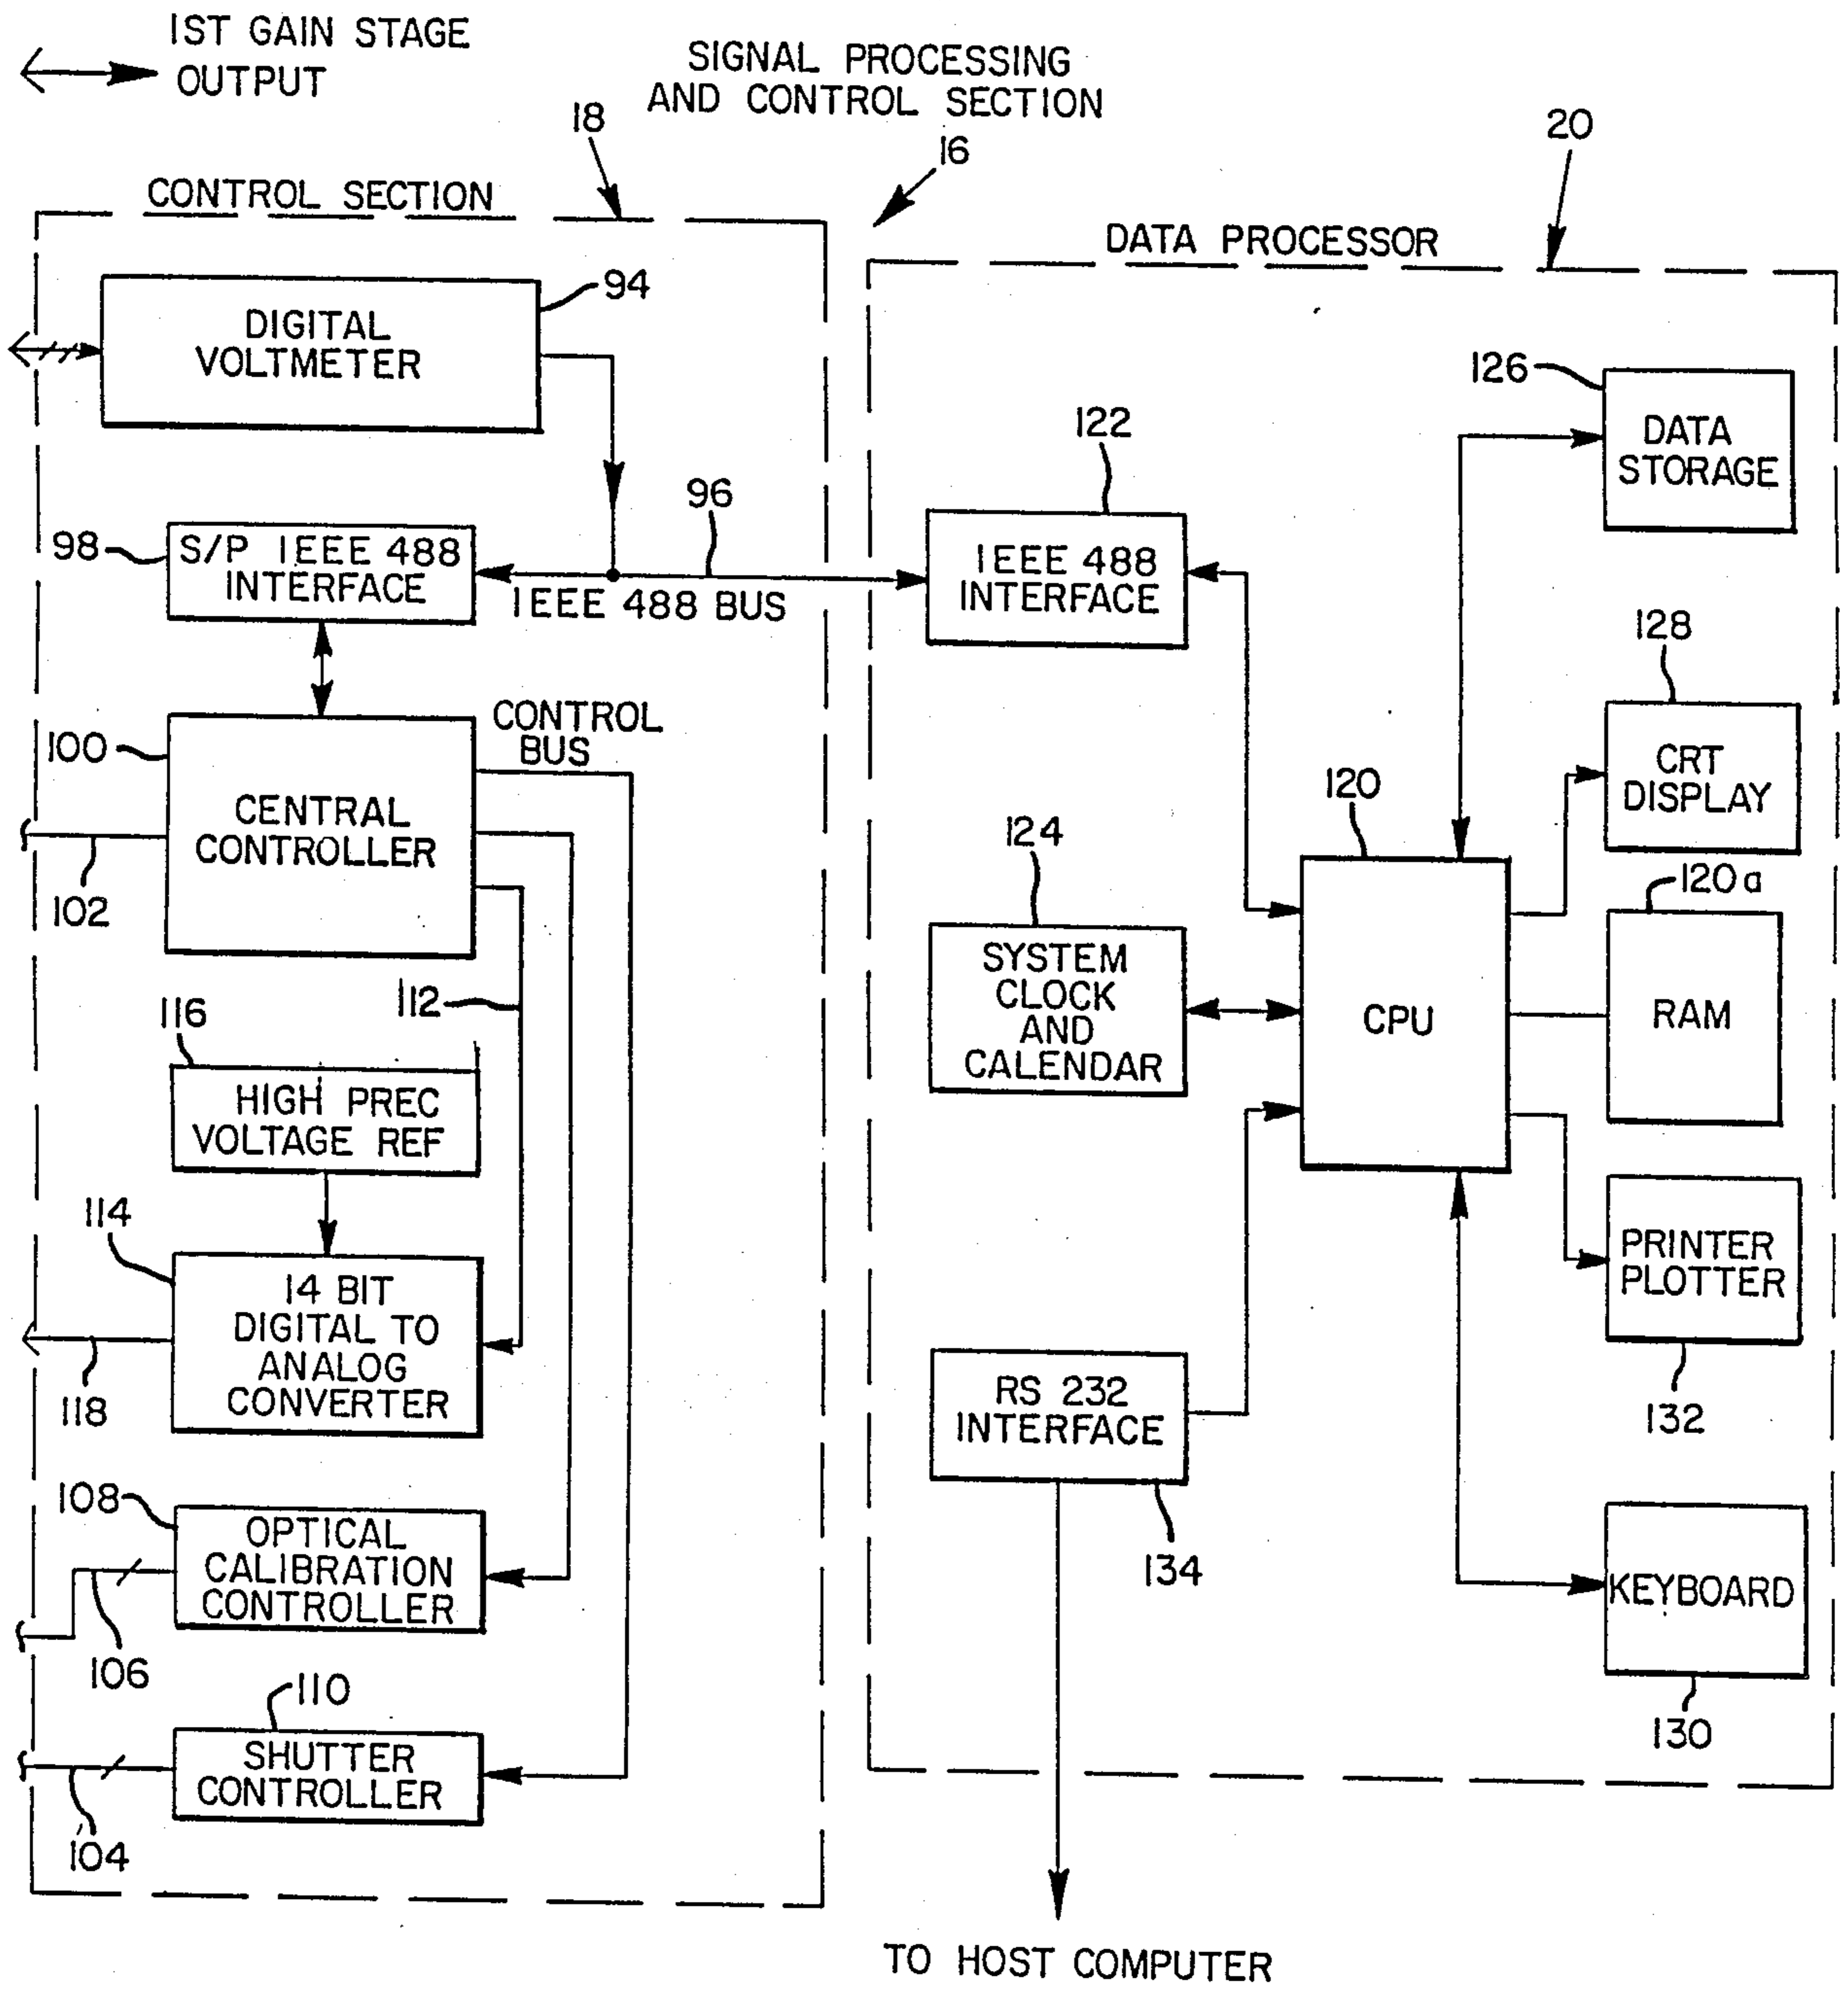 1ST GAIN STAGE
OUTPUT
SIGNAL PROCESSING
AND CONTROL SECTION
16
18
CONTROL SECTION
20
DATA PROCESSOR
94
DIGITAL
VOLTMETER
126
DATA
STORAGE
122
96
98
S/P IEEE 488
INTERFACE
IEEE 488 BUS
IEEE 488
INTERFACE
128
CRT
DISPLAY
CONTROL
BUS
100
CENTRAL
CONTROLLER
102
120
124
120a
SYSTEM
CLOCK
AND
CALENDAR
CPU
RAM
112
116
HIGH PREC
VOLTAGE REF
114
14 BIT
DIGITAL TO
ANALOG
CONVERTER
118
PRINTER
PLOTTER
132
RS 232
INTERFACE
134
108
OPTICAL
CALIBRATION
CONTROLLER
106
KEYBOARD
130
110
SHUTTER
CONTROLLER
104
TO HOST COMPUTER